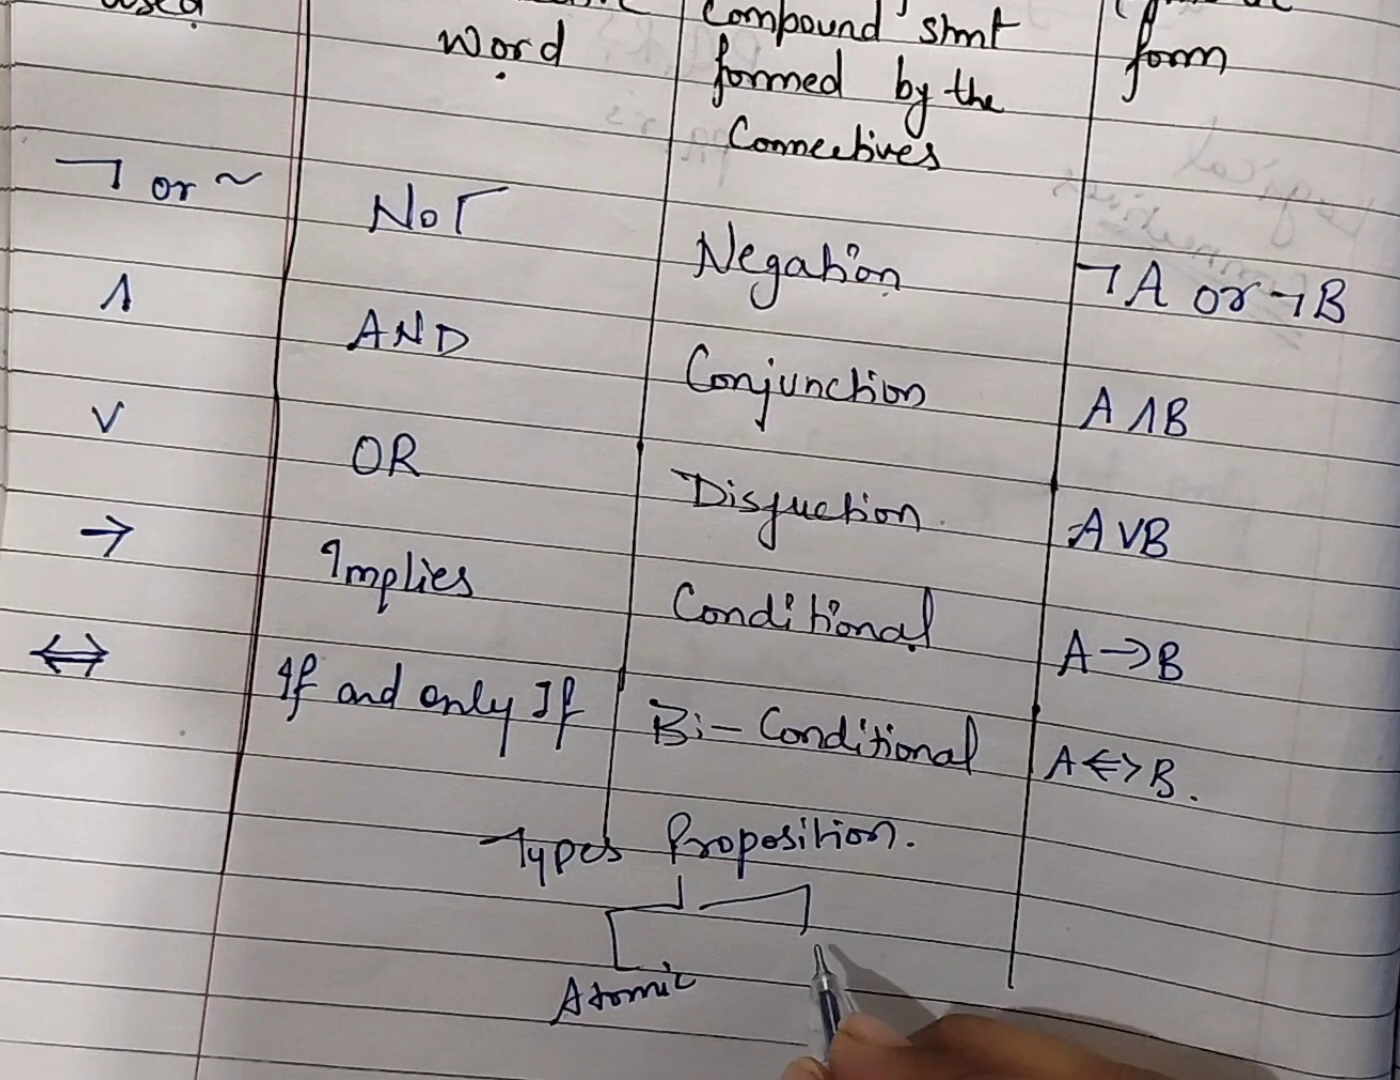 used
Word
Compound stmt
formed by the
Connectives
form
¬ or ~ NOT Negation ¬A or ¬B
∧ AND Conjunction A∧B
∨ OR Disjuction A∨B
→ Implies Conditional A→B
⇔ If and only If Bi-Conditional A⇔B.
Types Proposition.
Atomic